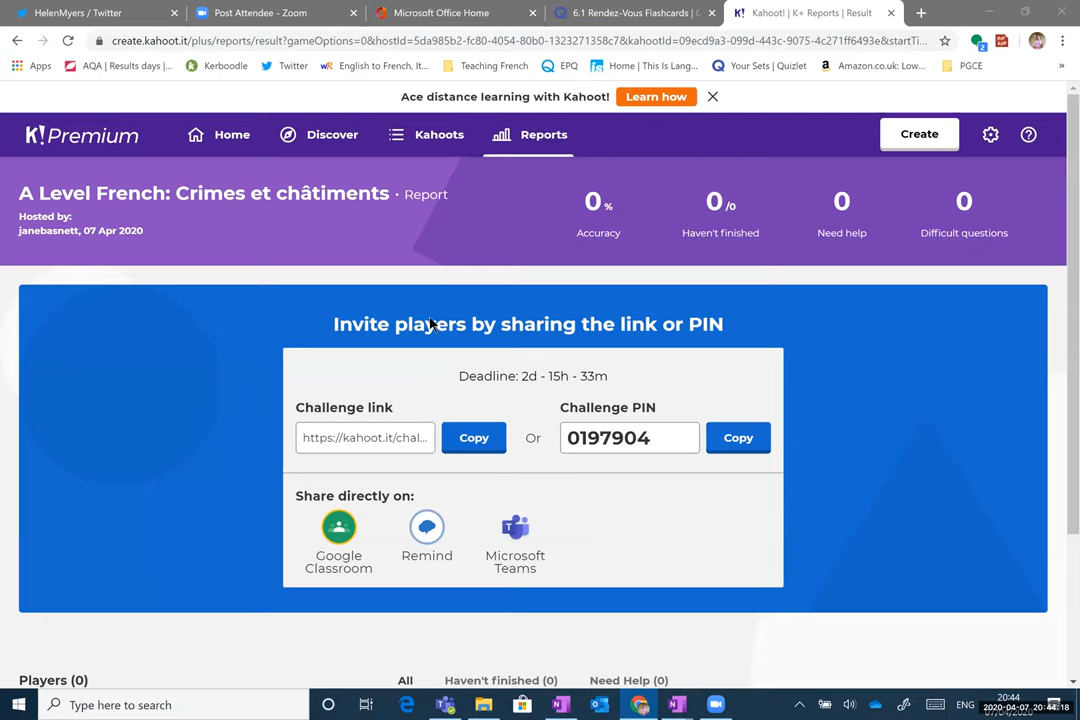 HelenMyers / Twitter
Post Attendee - Zoom
Microsoft Office Home
6.1 Rendez-Vous Flashcards | Q
Kahoot! | K+ Reports | Result
create.kahoot.it/plus/reports/result?gameOptions=0&hostId=5da985b2-fc80-4054-80b0-1323271358c7&kahootId=09ecd9a3-099d-443c-9075-4c271ff6493e&startTi...
Apps
AQA | Results days |...
Kerboodle
Twitter
English to French, It...
Teaching French
EPQ
Home | This Is Lang...
Your Sets | Quizlet
Amazon.co.uk: Low...
PGCE
»
Ace distance learning with Kahoot!
Learn how
K! Premium
Home
Discover
Kahoots
Reports
Create
A Level French: Crimes et châtiments · Report
Hosted by:
janebasnett, 07 Apr 2020
0 %
Accuracy
0 /0
Haven't finished
0
Need help
0
Difficult questions
Invite players by sharing the link or PIN
Deadline: 2d - 15h - 33m
Challenge link
https://kahoot.it/chal...
Copy
Or
Challenge PIN
0197904
Copy
Share directly on:
Google Classroom
Remind
Microsoft Teams
Players (0)
All
Haven't finished (0)
Need Help (0)
Type here to search
ENG
20:44
2020-04-07 20:44:18